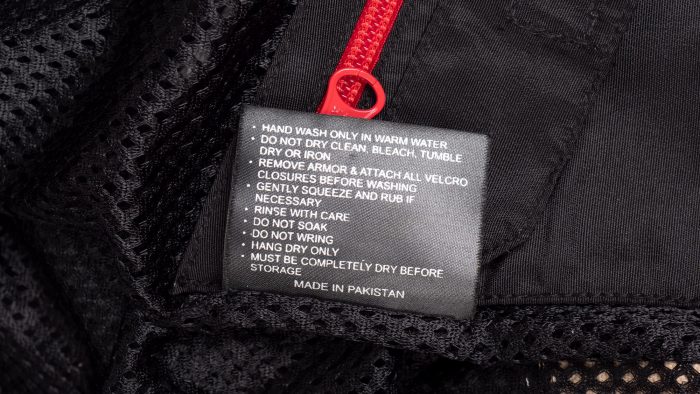 • HAND WASH ONLY IN WARM WATER
• DO NOT DRY CLEAN, BLEACH, TUMBLE
DRY OR IRON
• REMOVE ARMOR & ATTACH ALL VELCRO
CLOSURES BEFORE WASHING
• GENTLY SQUEEZE AND RUB IF
NECESSARY
• RINSE WITH CARE
• DO NOT SOAK
• DO NOT WRING
• HANG DRY ONLY
• MUST BE COMPLETELY DRY BEFORE
STORAGE
MADE IN PAKISTAN